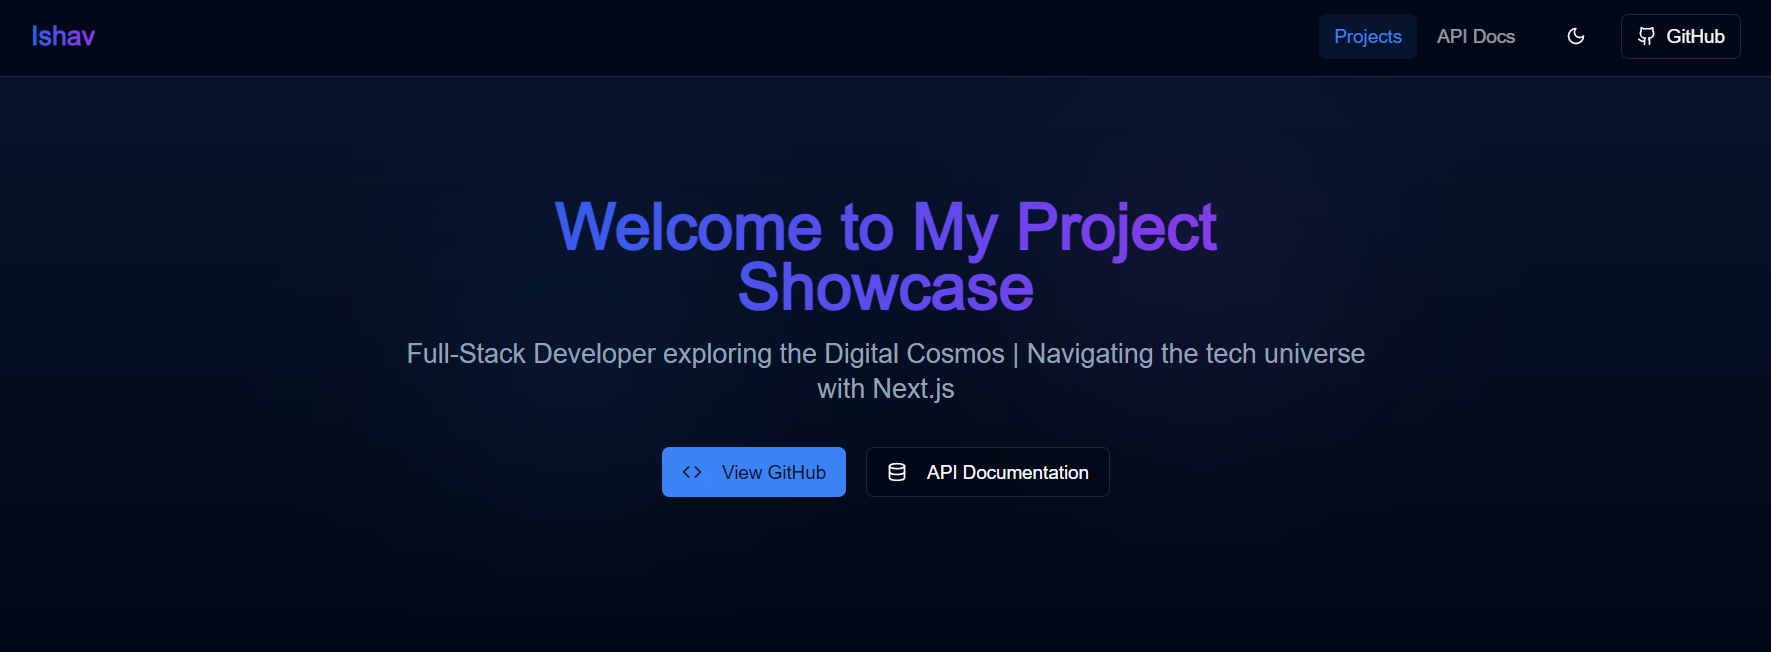 Ishav
Projects
API Docs
GitHub
Welcome to My Project
Showcase
Full-Stack Developer exploring the Digital Cosmos | Navigating the tech universe
with Next.js
View GitHub
API Documentation